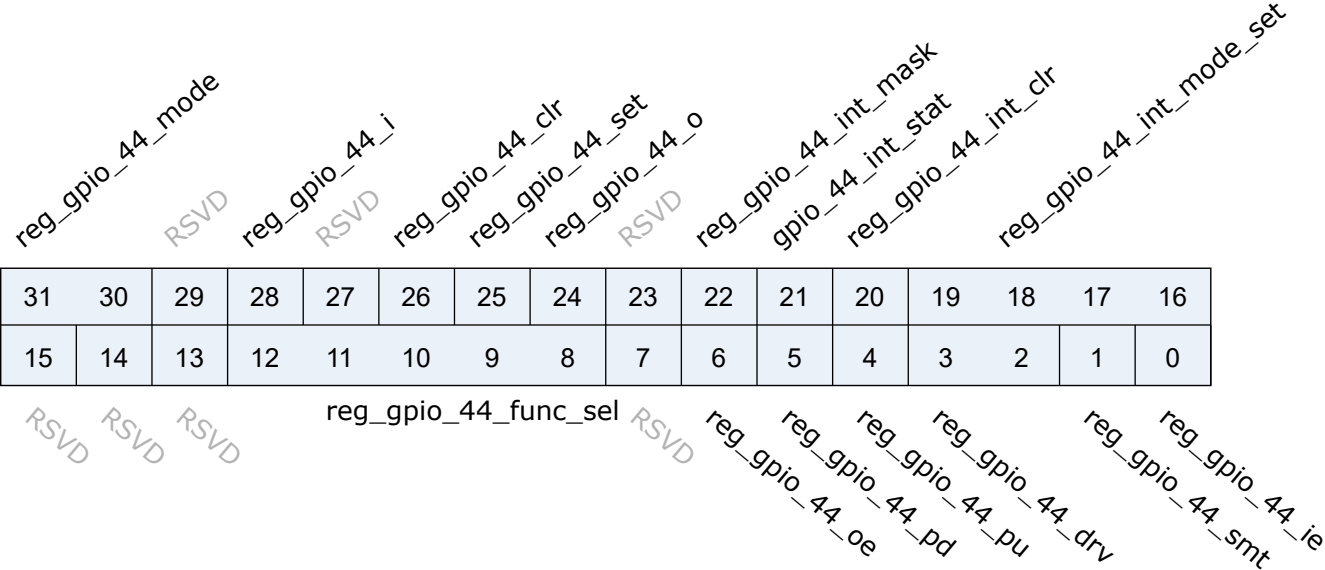 reg_gpio_44_mode
RSVD
reg_gpio_44_i
RSVD
reg_gpio_44_clr
reg_gpio_44_set
reg_gpio_44_o
RSVD
reg_gpio_44_int_mask
gpio_44_int_stat
reg_gpio_44_int_clr
reg_gpio_44_int_mode_set
31 30 29 28 27 26 25 24 23 22 21 20 19 18 17 16
15 14 13 12 11 10 9 8 7 6 5 4 3 2 1 0
RSVD
RSVD
RSVD
reg_gpio_44_func_sel
RSVD
reg_gpio_44_oe
reg_gpio_44_pd
reg_gpio_44_pu
reg_gpio_44_drv
reg_gpio_44_smt
reg_gpio_44_ie